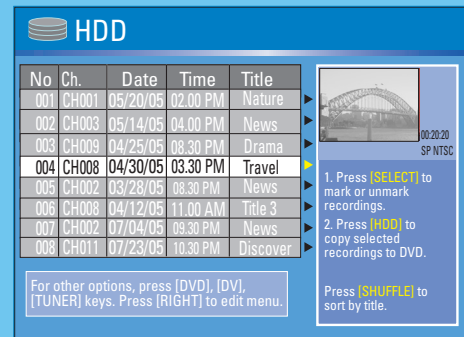 HDD
No Ch. Date Time Title
001 CH001 05/20/05 02.00 PM Nature
002 CH003 05/14/05 04.00 PM News
003 CH009 04/25/05 08.30 PM Drama
004 CH008 04/30/05 03.30 PM Travel
005 CH002 03/28/05 08.30 PM News
006 CH008 04/12/05 11.00 AM Title 3
007 CH002 07/04/05 09.30 PM News
008 CH011 07/23/05 10.30 PM Discover
For other options, press [DVD], [DV],
[TUNER] keys. Press [RIGHT] to edit menu.
00:20:20
SP NTSC
1. Press [SELECT] to
mark or unmark
recordings.
2. Press [HDD] to
copy selected
recordings to DVD.
Press [SHUFFLE] to
sort by title.